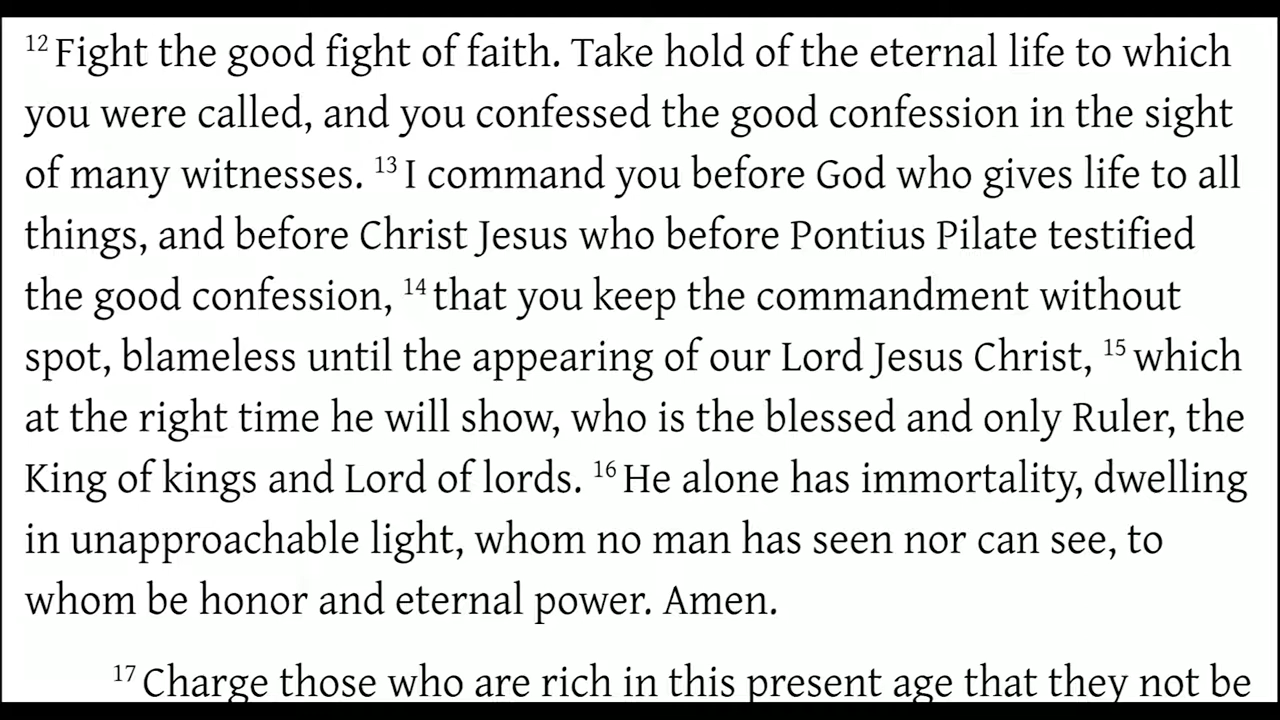 12 Fight the good fight of faith. Take hold of the eternal life to which
you were called, and you confessed the good confession in the sight
of many witnesses. 13 I command you before God who gives life to all
things, and before Christ Jesus who before Pontius Pilate testified
the good confession, 14 that you keep the commandment without
spot, blameless until the appearing of our Lord Jesus Christ, 15 which
at the right time he will show, who is the blessed and only Ruler, the
King of kings and Lord of lords. 16 He alone has immortality, dwelling
in unapproachable light, whom no man has seen nor can see, to
whom be honor and eternal power. Amen.
17 Charge those who are rich in this present age that they not be